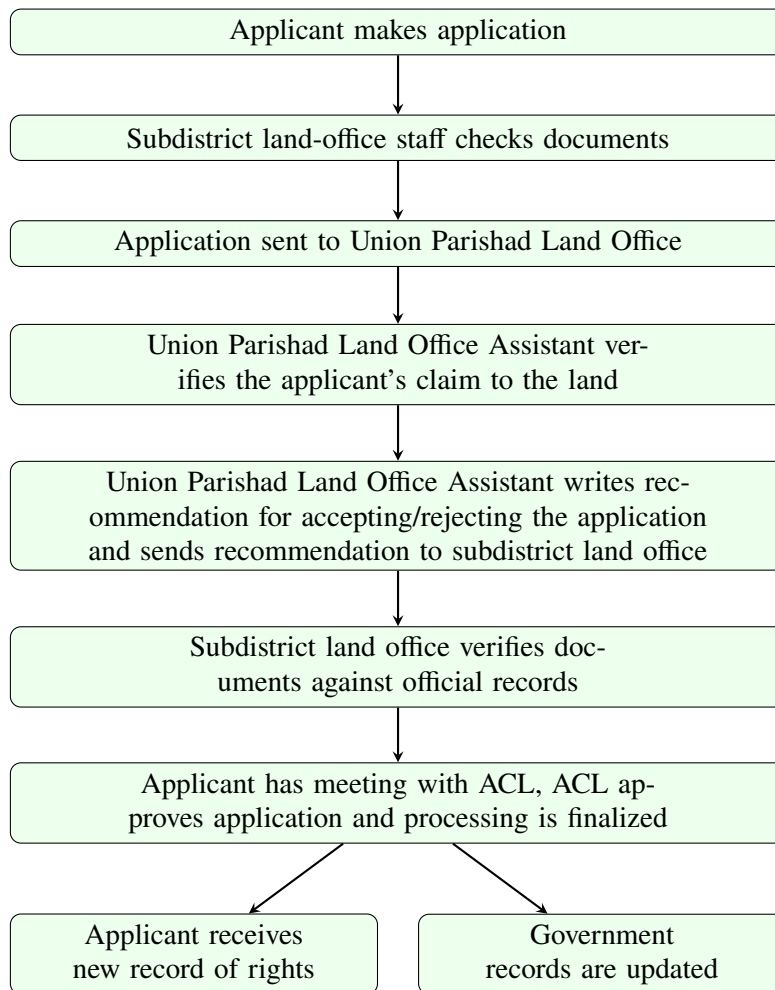 Applicant makes application
Subdistrict land-office staff checks documents
Application sent to Union Parishad Land Office
Union Parishad Land Office Assistant ver-
ifies the applicant's claim to the land
Union Parishad Land Office Assistant writes rec-
ommendation for accepting/rejecting the application
and sends recommendation to subdistrict land office
Subdistrict land office verifies doc-
uments against official records
Applicant has meeting with ACL, ACL ap-
proves application and processing is finalized
Applicant receives
new record of rights
Government
records are updated